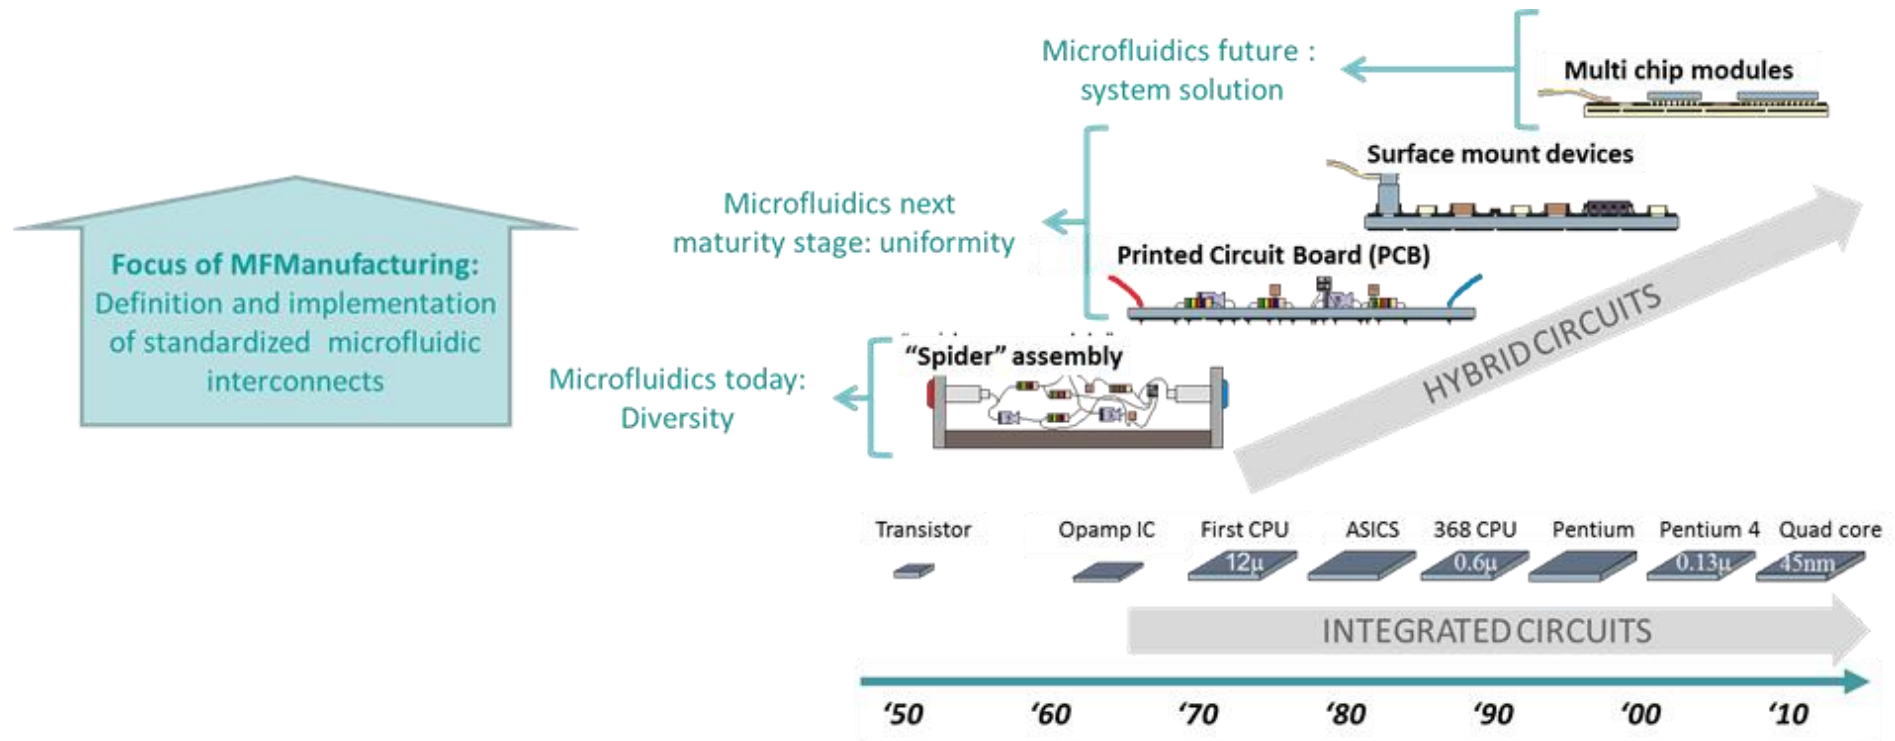 Microfluidics future :
system solution
Multi chip modules
Surface mount devices
Microfluidics next
maturity stage: uniformity
Printed Circuit Board (PCB)
Focus of MFManufacturing:
Definition and implementation
of standardized microfluidic
interconnects
Microfluidics today:
Diversity
“Spider” assembly
HYBRID CIRCUITS
Transistor
Opamp IC
First CPU
ASICS
368 CPU
Pentium
Pentium 4
Quad core
12µ
0.6µ
0.13µ
45nm
INTEGRATED CIRCUITS
‘50
‘60
‘70
‘80
‘90
‘00
‘10